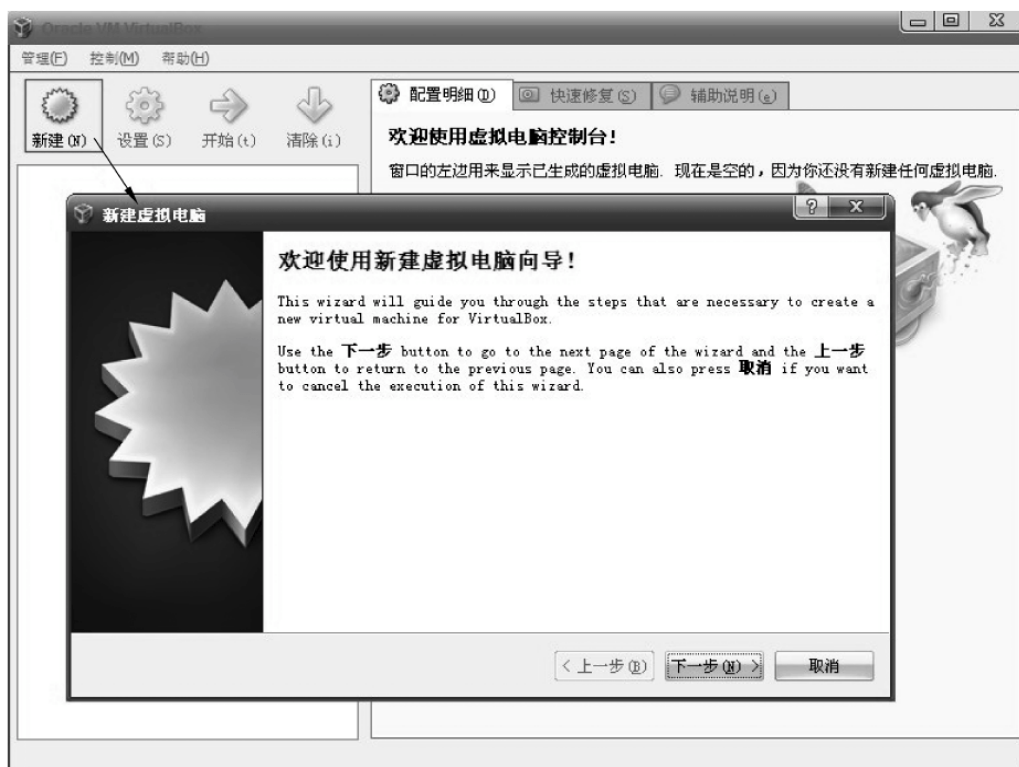 Oracle VM VirtualBox
管理(F) 控制(M) 帮助(H)
新建(N) 设置(S) 开始(t) 清除(i)
配置明细(D) 快速修复(S) 辅助说明(e)
欢迎使用虚拟电脑控制台!
窗口的左边用来显示已生成的虚拟电脑. 现在是空的,因为你还没有新建任何虚拟电脑.
新建虚拟电脑
欢迎使用新建虚拟电脑向导!
This wizard will guide you through the steps that are necessary to create a
new virtual machine for VirtualBox.
Use the 下一步 button to go to the next page of the wizard and the 上一步
button to return to the previous page. You can also press 取消 if you want
to cancel the execution of this wizard.
< 上一步(B) 下一步(N) > 取消